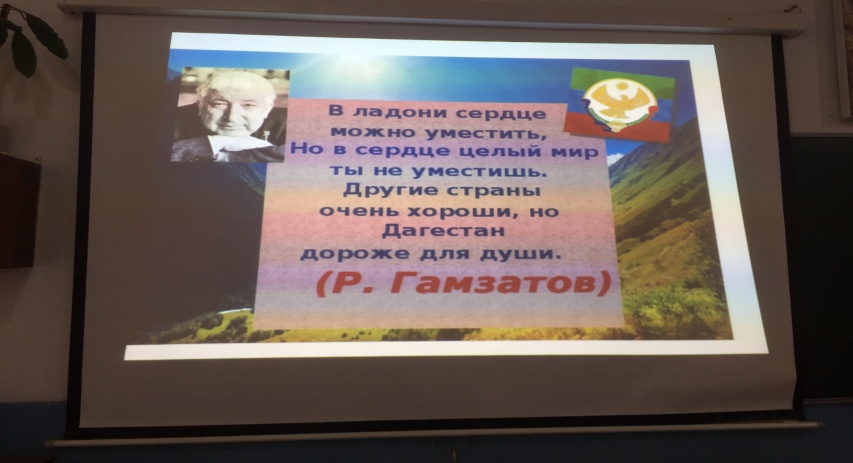 В ладони сердце
можно уместить,
Но в сердце целый мир
ты не уместишь.
Другие страны
очень хороши, но
Дагестан
дороже для души.
(Р. Гамзатов)